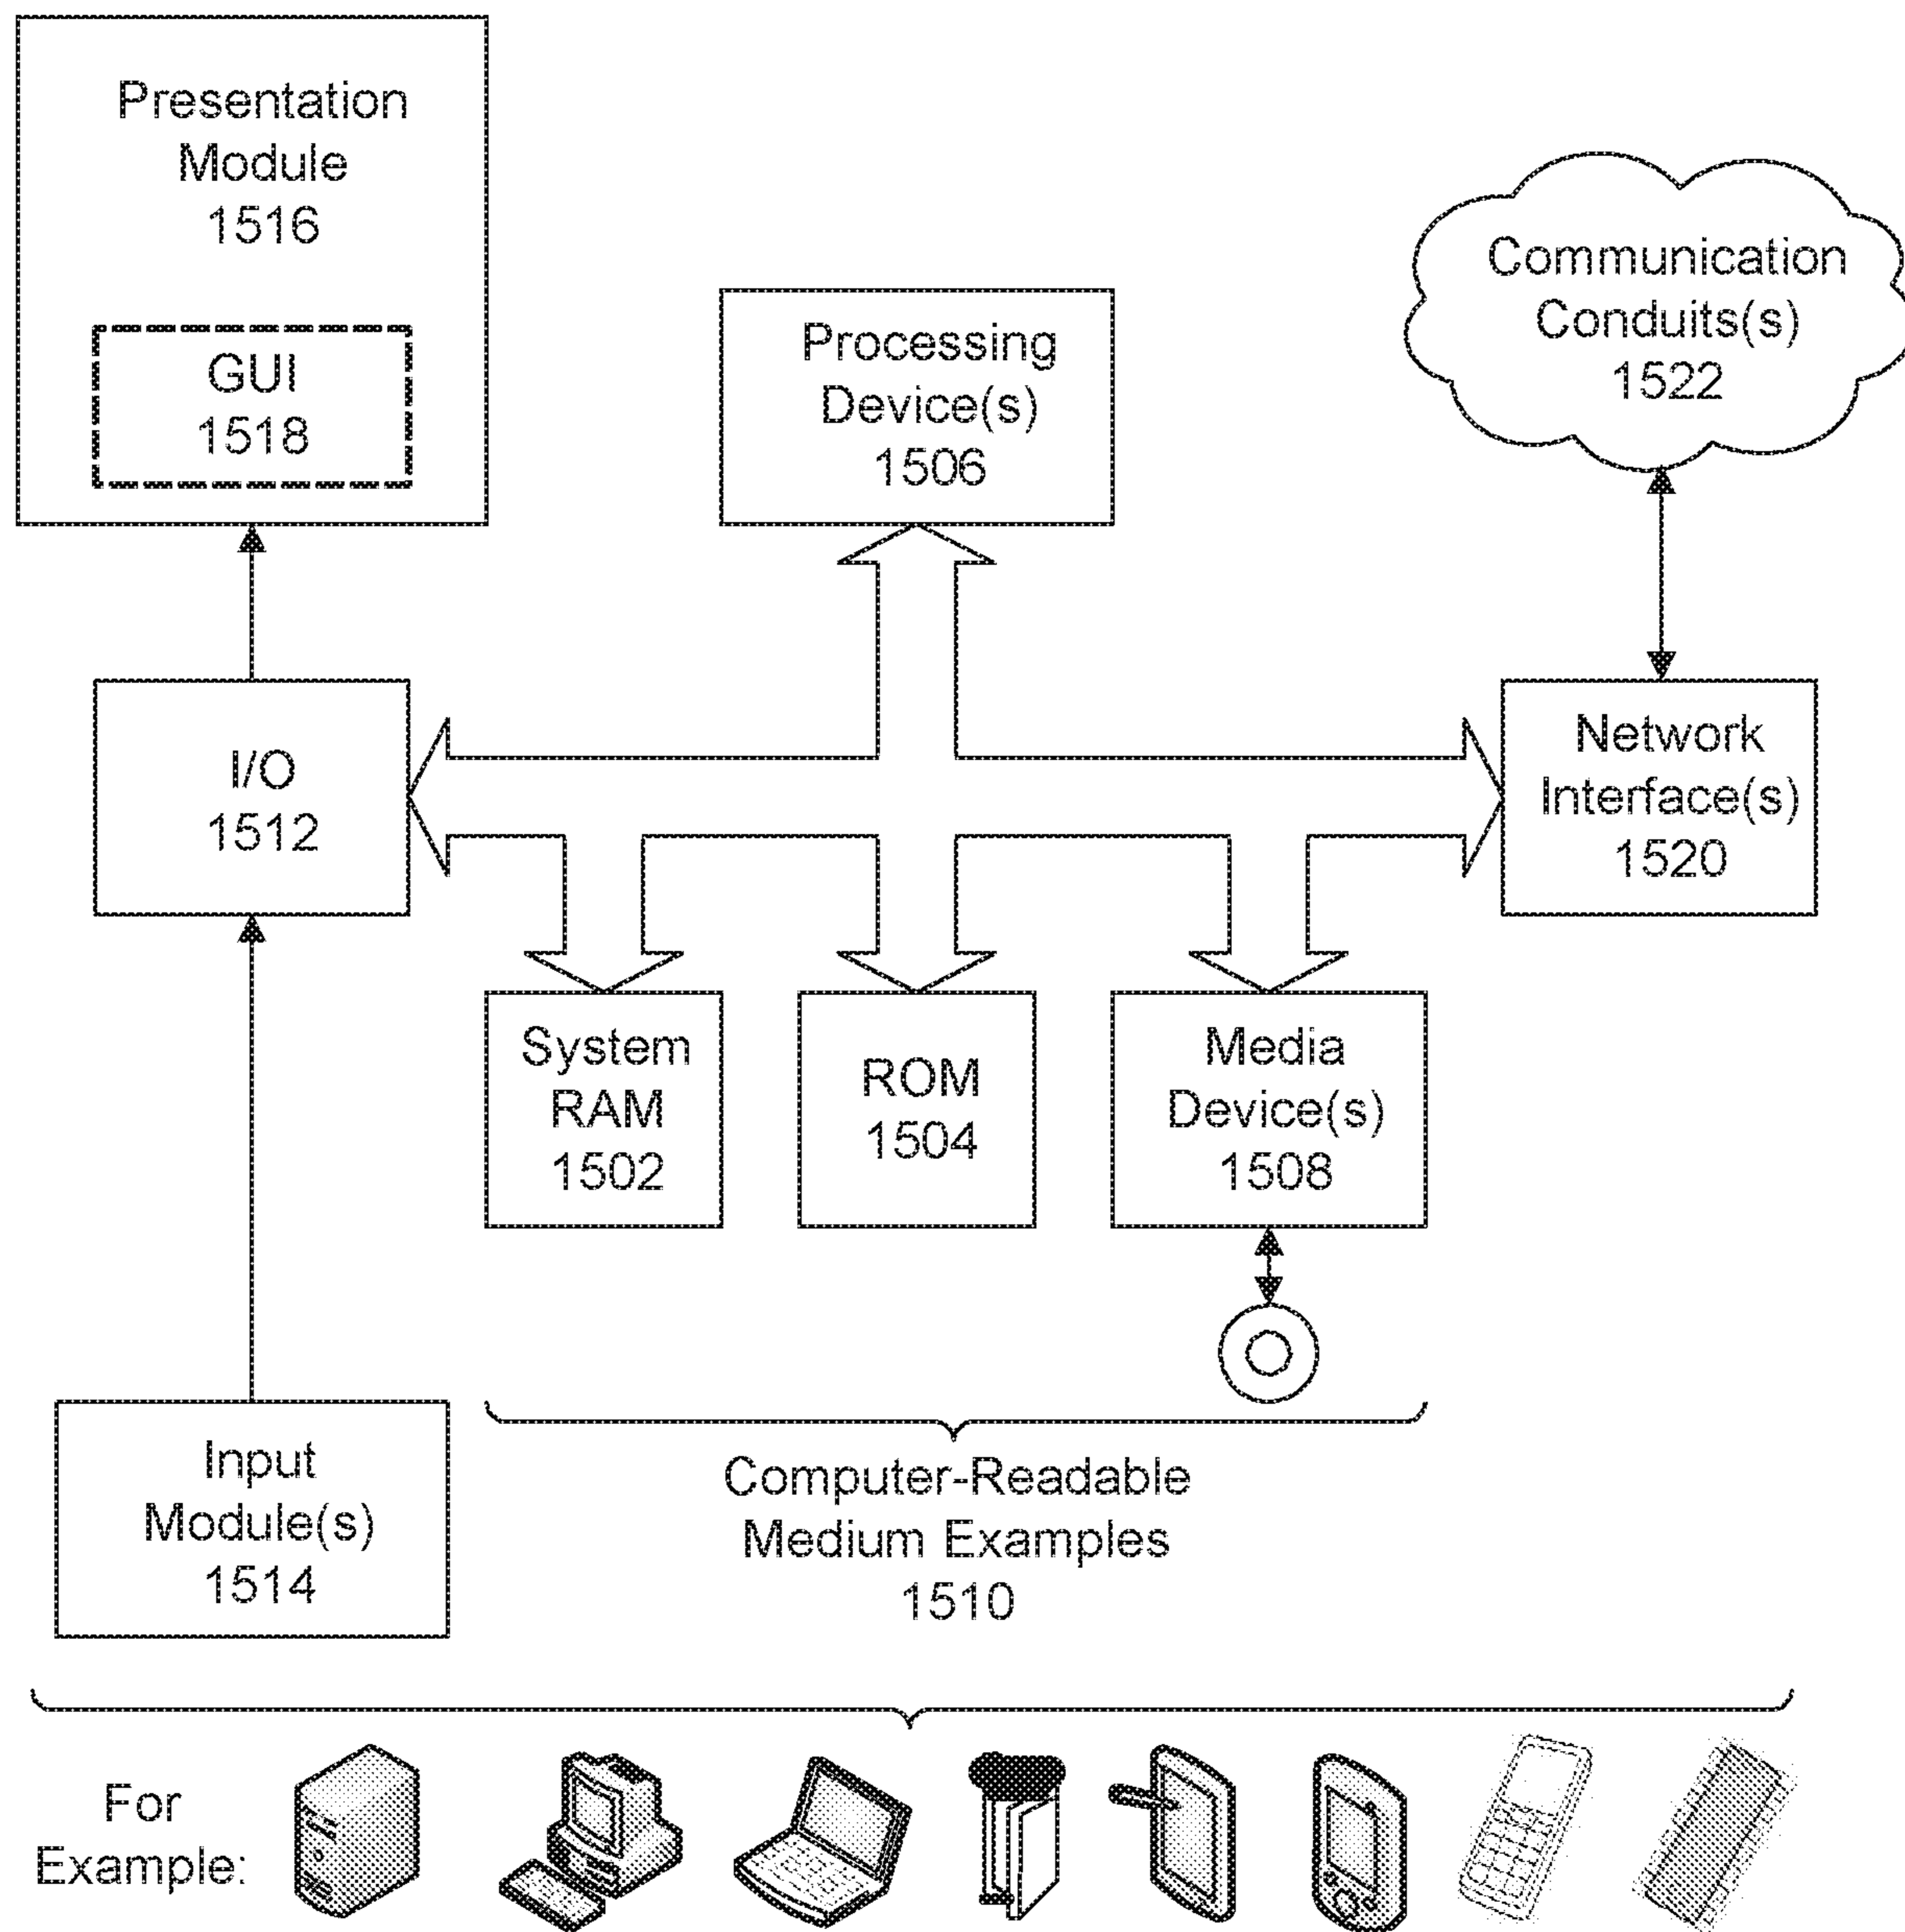 Presentation
Module
1516
GUI
1518
Processing
Device(s)
1506
Communication
Conduits(s)
1522
I/O
1512
Network
Interface(s)
1520
System
RAM
1502
ROM
1504
Media
Device(s)
1508
Input
Module(s)
1514
Computer-Readable
Medium Examples
1510
For
Example: